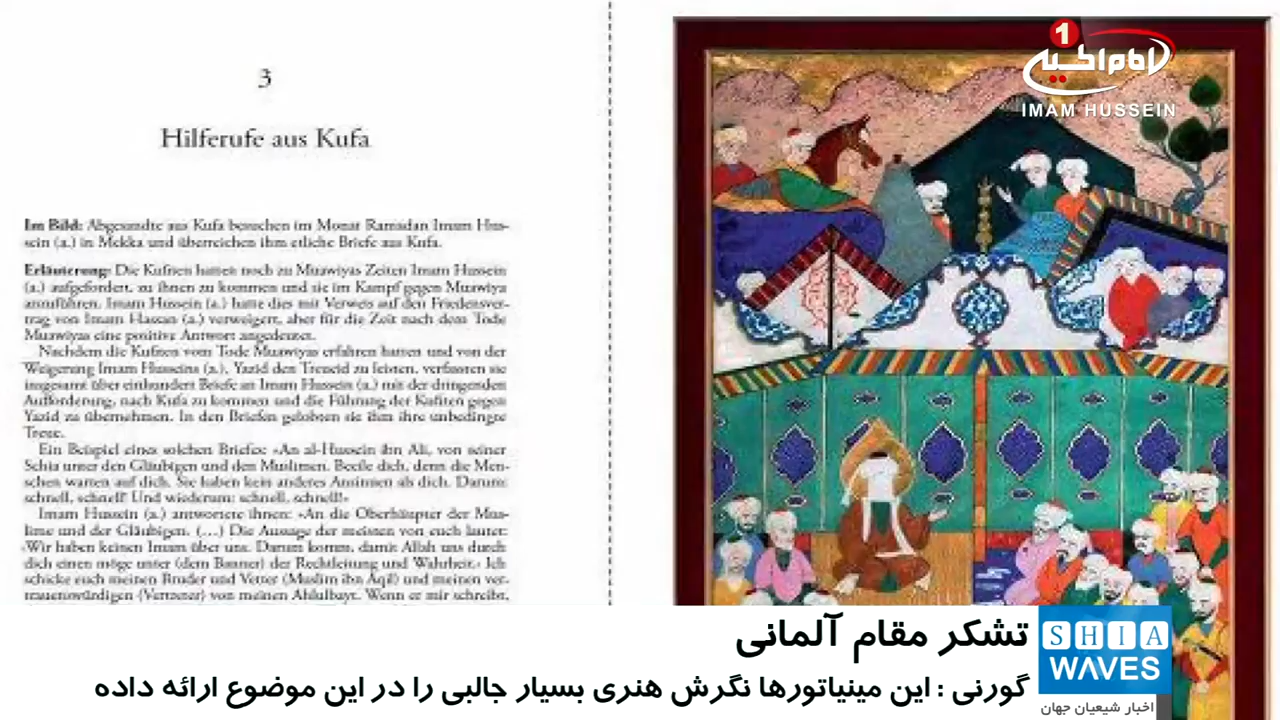 3
Hilferufe aus Kufa
Im Bild: Abgesandte aus Kufa besuchen im Monat Ramadan Imam Hus-
sein (a.) in Mekka und überreichen ihm etliche Briefe aus Kufa.
Erläuterung: Die Kufiten hatten noch zu Muawiyas Zeiten Imam Hussein
(a.) aufgefordert, zu ihnen zu kommen und sie im Kampf gegen Muawiya
anzuführen. Imam Hussein (a.) hatte dies mit Verweis auf den Friedensver-
trag von Imam Hassan (a.) verweigert, aber für die Zeit nach dem Tode
Muawiyas eine positive Antwort angedeutet.
Nachdem die Kufiten vom Tode Muawiyas erfahren hatten und von der
Weigerung Imam Husseins (a.), Yazid den Treueid zu leisten, verfassten sie
insgesamt über einhundert Briefe an Imam Hussein (a.) mit der dringenden
Aufforderung, nach Kufa zu kommen und die Führung der Kufiten gegen
Yazid zu übernehmen. In den Briefen gelobten sie ihm ihre unbedingte
Treue.
Ein Beispiel eines solchen Briefes: »An al-Hussein ibn Ali, von seiner
Schia unter den Gläubigen und den Muslimen. Beeile dich, denn die Men-
schen warten auf dich. Sie haben kein anderes Ansinnen als dich. Darum:
schnell, schnell! Und wiederum: schnell, schnell!«
Imam Hussein (a.) antwortete ihnen: »An die Oberhäupter der Mus-
lime und der Gläubigen. (…) Die Aussage der meisten von euch lautet:
›Wir haben keinen Imam über uns. Darum komm, damit Allah uns durch
dich einen möge unter (dem Banner) der Rechtleitung und Wahrheit.‹ Ich
schicke euch meinen Bruder und Vetter (Muslim ibn Aqil) und meinen ver-
trauenswürdigen (Vertreter) von meinen Ahlulbayt. Wenn er mir schreibt,
1
امام حسین
IMAM HUSSEIN
تشکر مقام آلمانی
گورنی : این مینیاتورها نگرش هنری بسیار جالبی را در این موضوع ارائه داده
SHIA
WAVES
اخبار شیعیان جهان